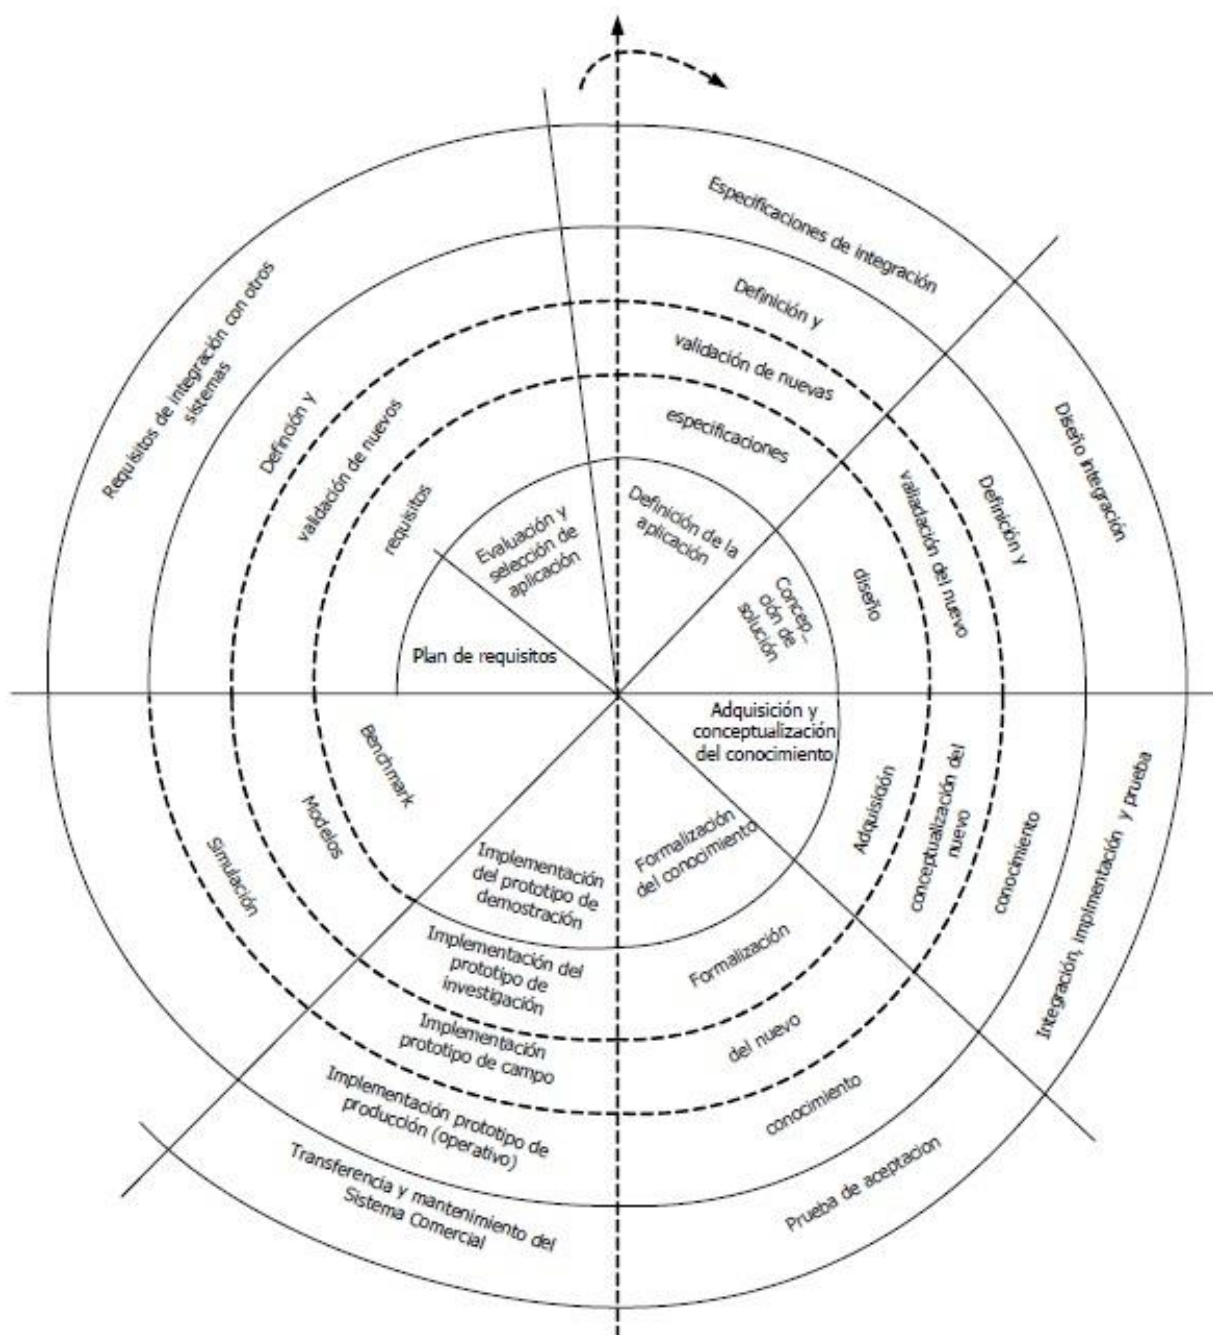 Especificaciones de integración
Definición y
validación de nuevas
especificaciones
Definición de la
aplicación
Diseño integración
Definición y
valiadación del nuevo
diseño
Concep_
ción de
solución
Adquisición y
conceptualización
del conocimiento
Adquisición
conceptualización del
nuevo
conocimiento
Integración, implmentación y prueba
Formalización
del conocimiento
Formalización
del nuevo
conocimiento
Prueba de aceptacion
Implementación
del prototipo de
demostración
Implementación del
prototipo de
investigación
Implementación
prototipo de campo
Implementación prototipo de
producción (operativo)
Transferencia y mantenimiento del
Sistema Comercial
Benchmark
Modelos
Simulación
Plan de requisitos
Evaluación y
selección de
aplicación
requisitos
validación de nuevos
Defínción y
Requisitos de integración con otros
sistemas